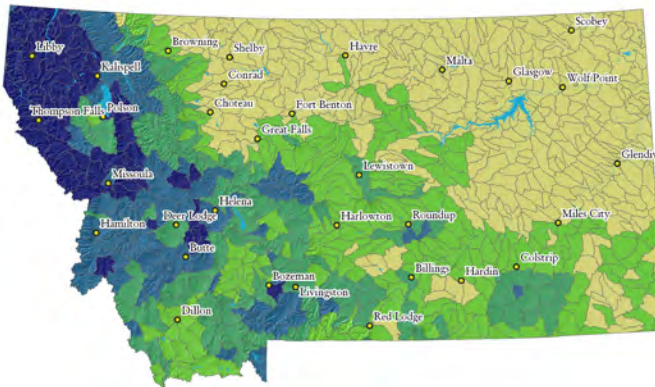 Scobey
Libby
Browning
Shelby
Havre
Malta
Kalispell
Conrad
Glasgow
Wolf Point
Thompson Falls
Polson
Choteau
Fort Benton
Great Falls
Glendiv
Missoula
Lewistown
Helena
Hamilton
Deer Lodge
Harlowton
Roundup
Miles City
Butte
Colstrip
Bozeman
Livingston
Billings
Hardin
Dillon
Red Lodge